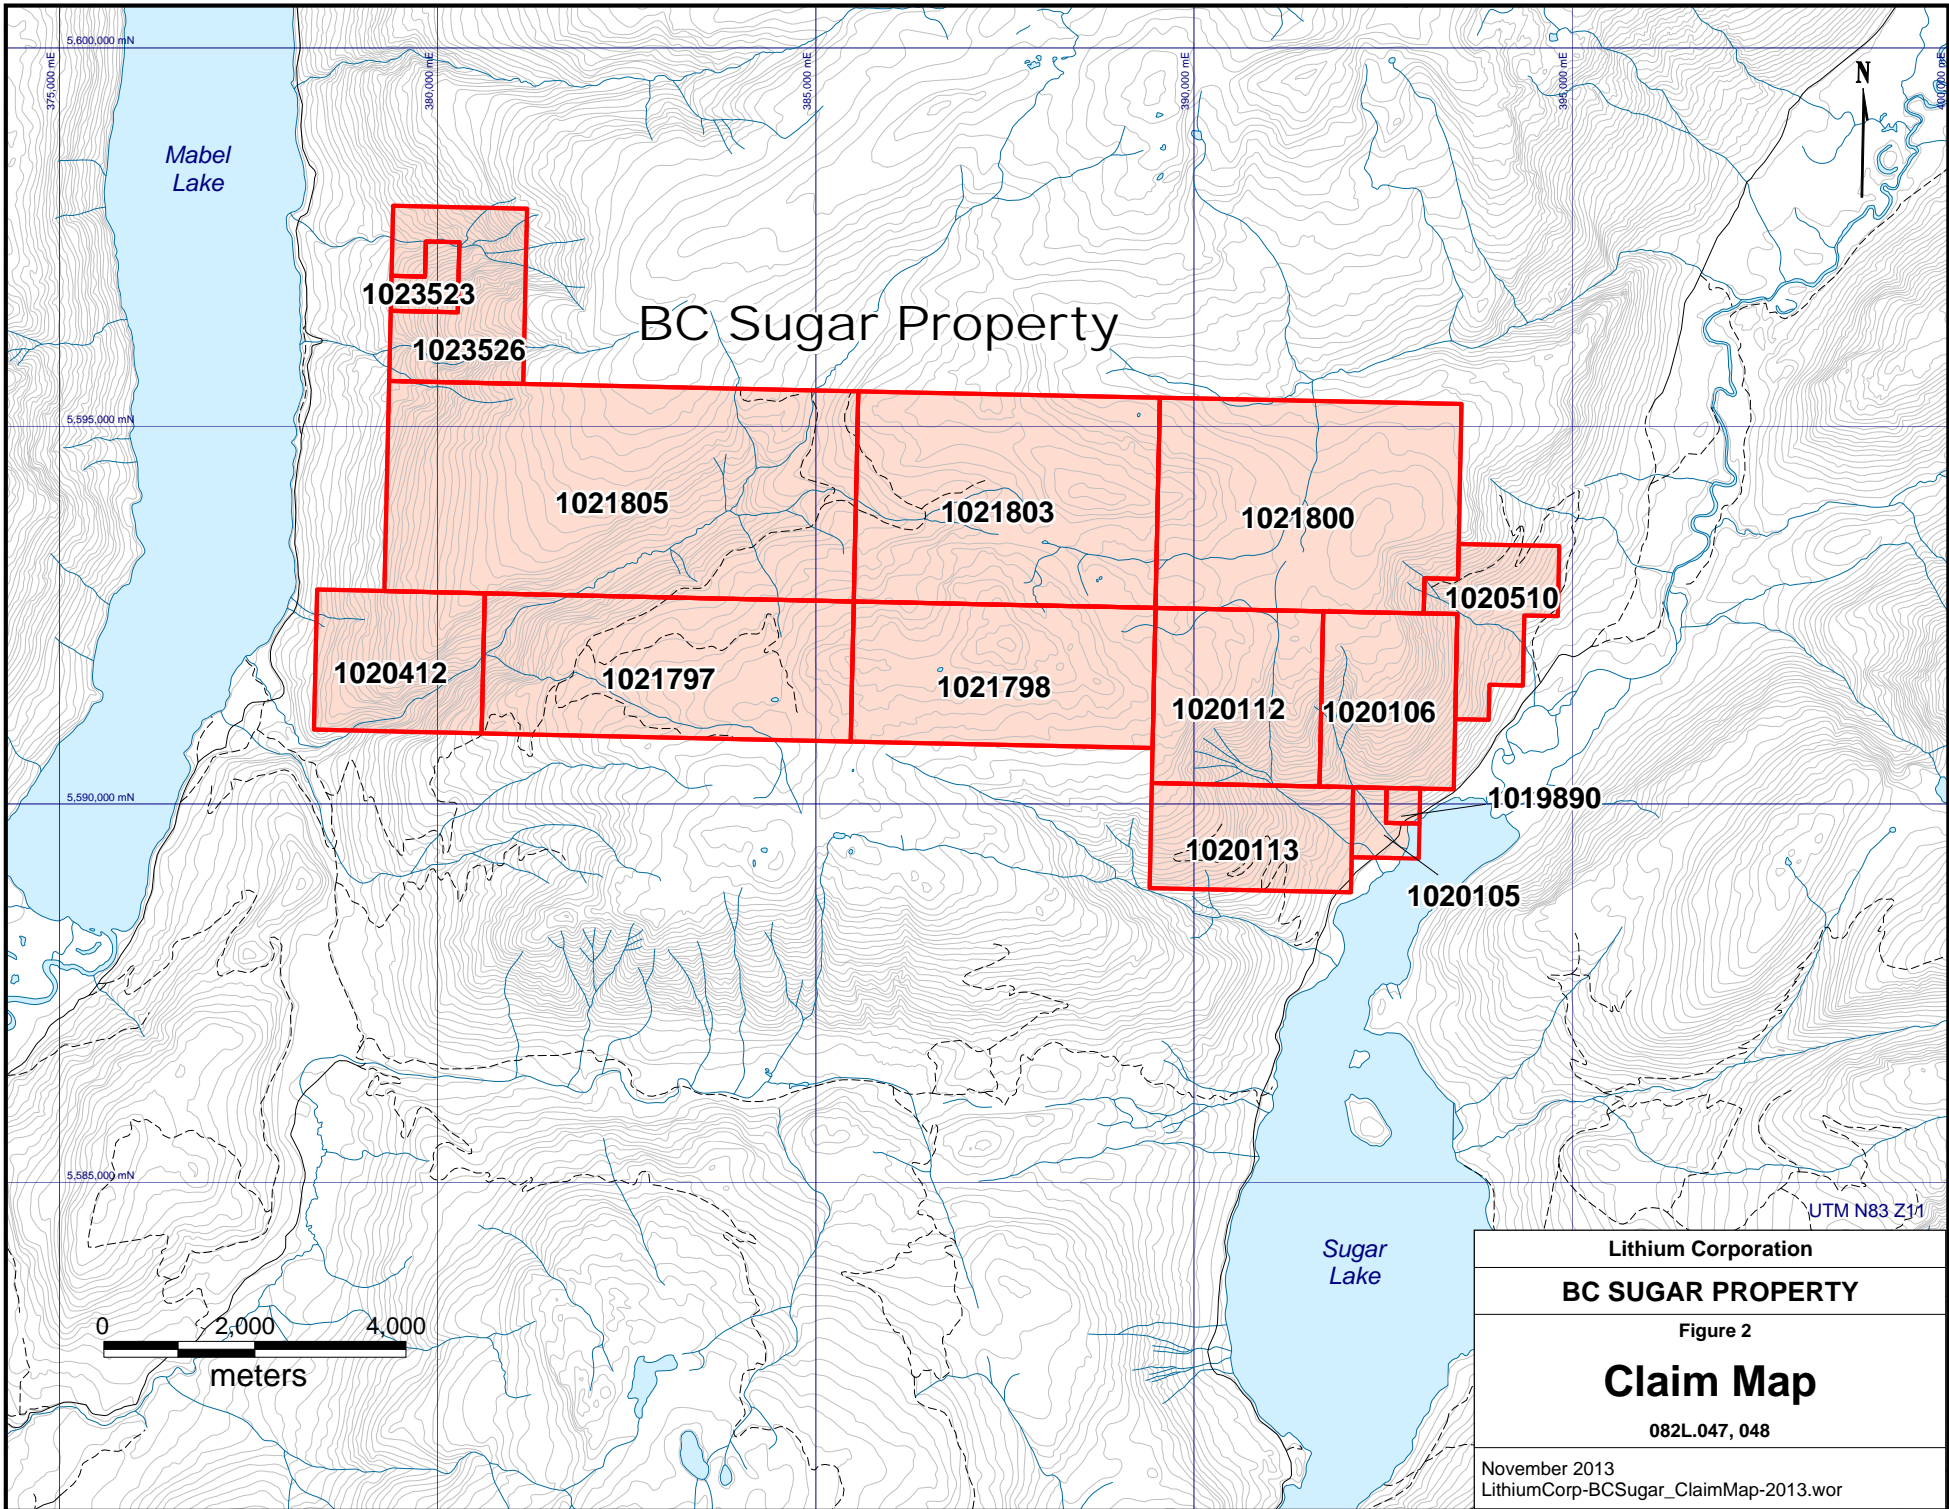 5,600,000 mN
375,000 mE
380,000 mE
385,000 mE
390,000 mE
395,000 mE
400,000 mE
N
Mabel
Lake
1023523
1023526
BC Sugar Property
5,595,000 mN
1021805
1021803
1021800
1020510
1020412
1021797
1021798
1020112
1020106
5,590,000 mN
1019890
1020113
1020105
5,585,000 mN
UTM N83 Z11
Sugar
Lake
0 2,000 4,000
meters
Lithium Corporation
BC SUGAR PROPERTY
Figure 2
Claim Map
082L.047, 048
November 2013
LithiumCorp-BCSugar_ClaimMap-2013.wor